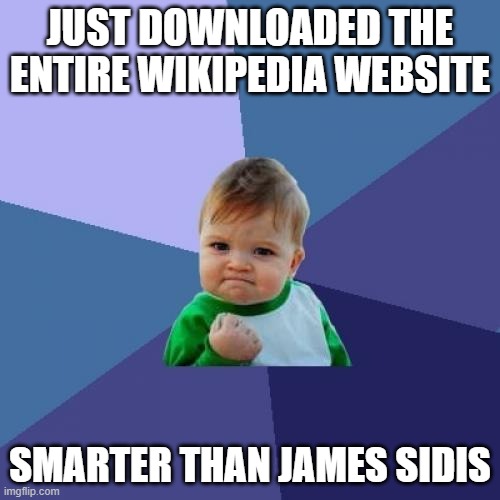 JUST DOWNLOADED THE
ENTIRE WIKIPEDIA WEBSITE
SMARTER THAN JAMES SIDIS
imgflip.com